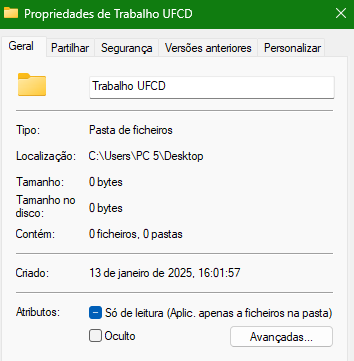 Propriedades de Trabalho UFCD
Geral Partilhar Segurança Versões anteriores Personalizar
Trabalho UFCD
Tipo: Pasta de ficheiros
Localização: C:\Users\PC 5\Desktop
Tamanho: 0 bytes
Tamanho no
disco: 0 bytes
Contém: 0 ficheiros, 0 pastas
Criado: 13 de janeiro de 2025, 16:01:57
Atributos: Só de leitura (Aplic. apenas a ficheiros na pasta)
Oculto Avançadas...